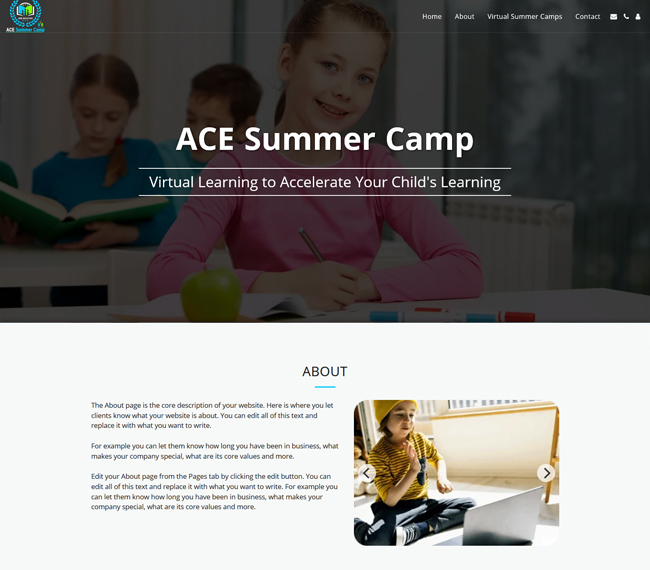 ACE Summer Camp
Home About Virtual Summer Camps Contact
ACE Summer Camp
Virtual Learning to Accelerate Your Child's Learning
ABOUT
The About page is the core description of your website. Here is where you let
clients know what your website is about. You can edit all of this text and
replace it with what you want to write.
For example you can let them know how long you have been in business, what
makes your company special, what are its core values and more.
Edit your About page from the Pages tab by clicking the edit button. You can
edit all of this text and replace it with what you want to write. For example you
can let them know how long you have been in business, what makes your
company special, what are its core values and more.